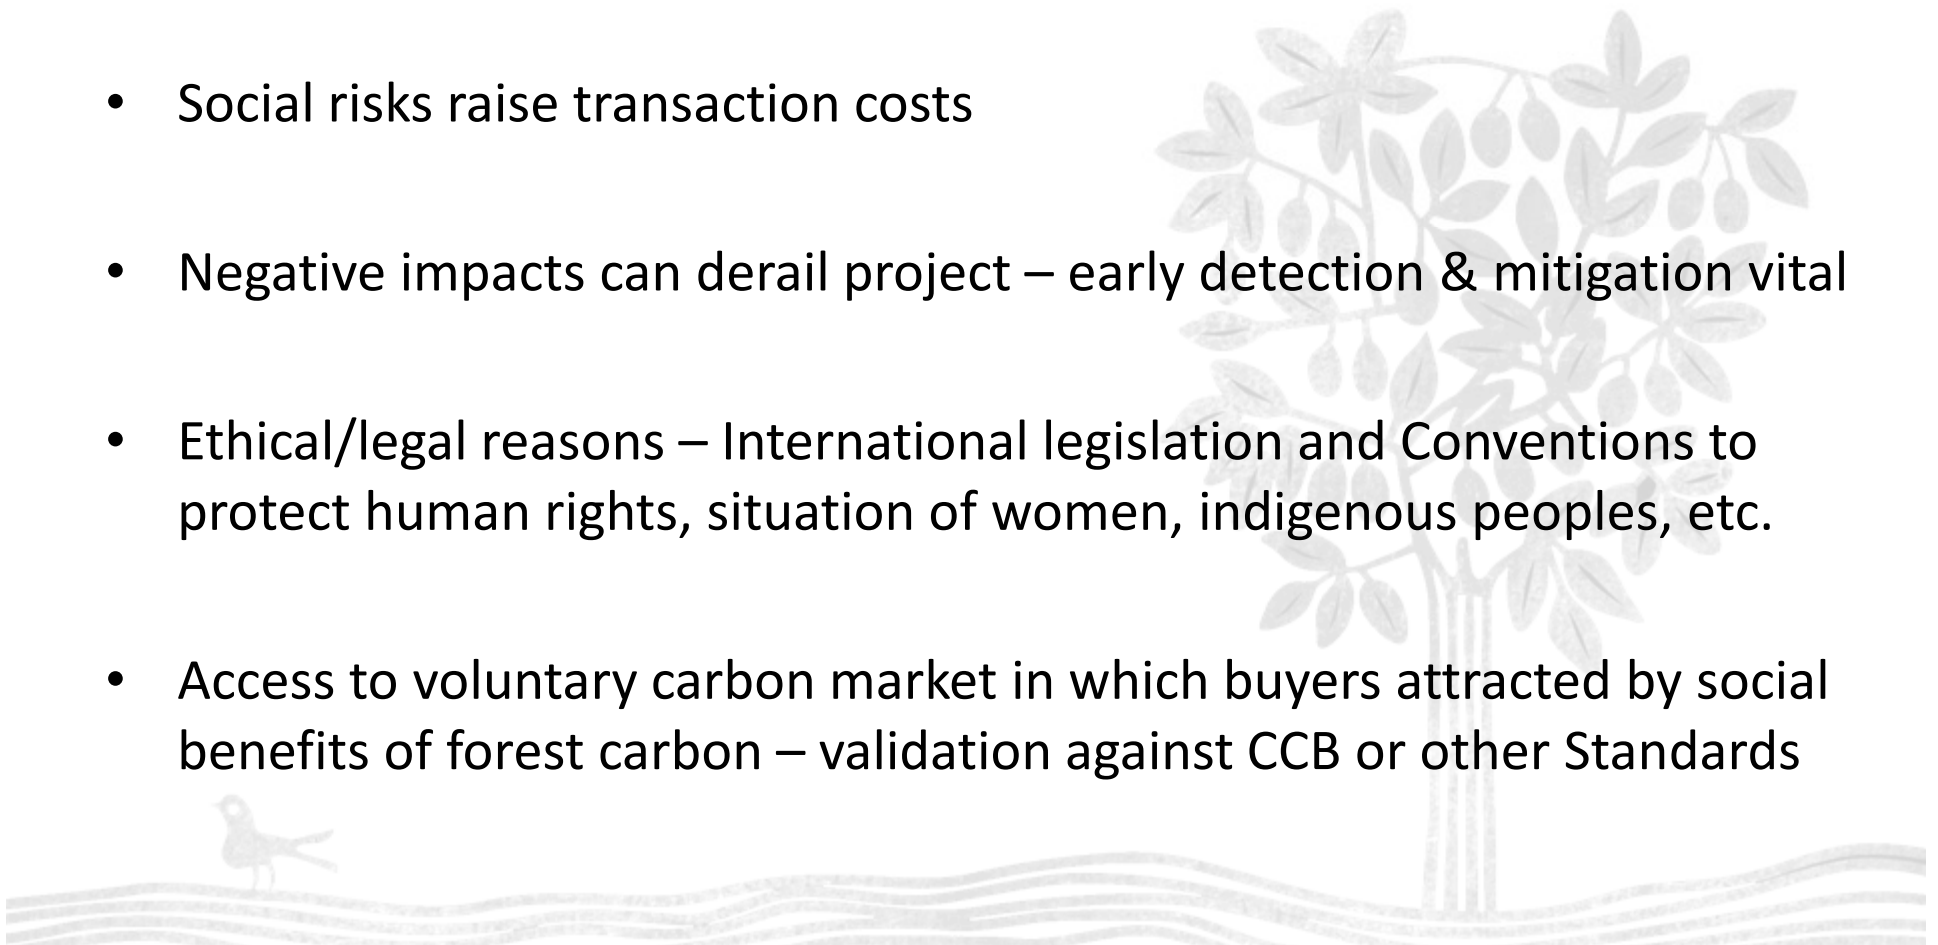 • Social risks raise transaction costs
• Negative impacts can derail project – early detection & mitigation vital
• Ethical/legal reasons – International legislation and Conventions to
protect human rights, situation of women, indigenous peoples, etc.
• Access to voluntary carbon market in which buyers attracted by social
benefits of forest carbon – validation against CCB or other Standards